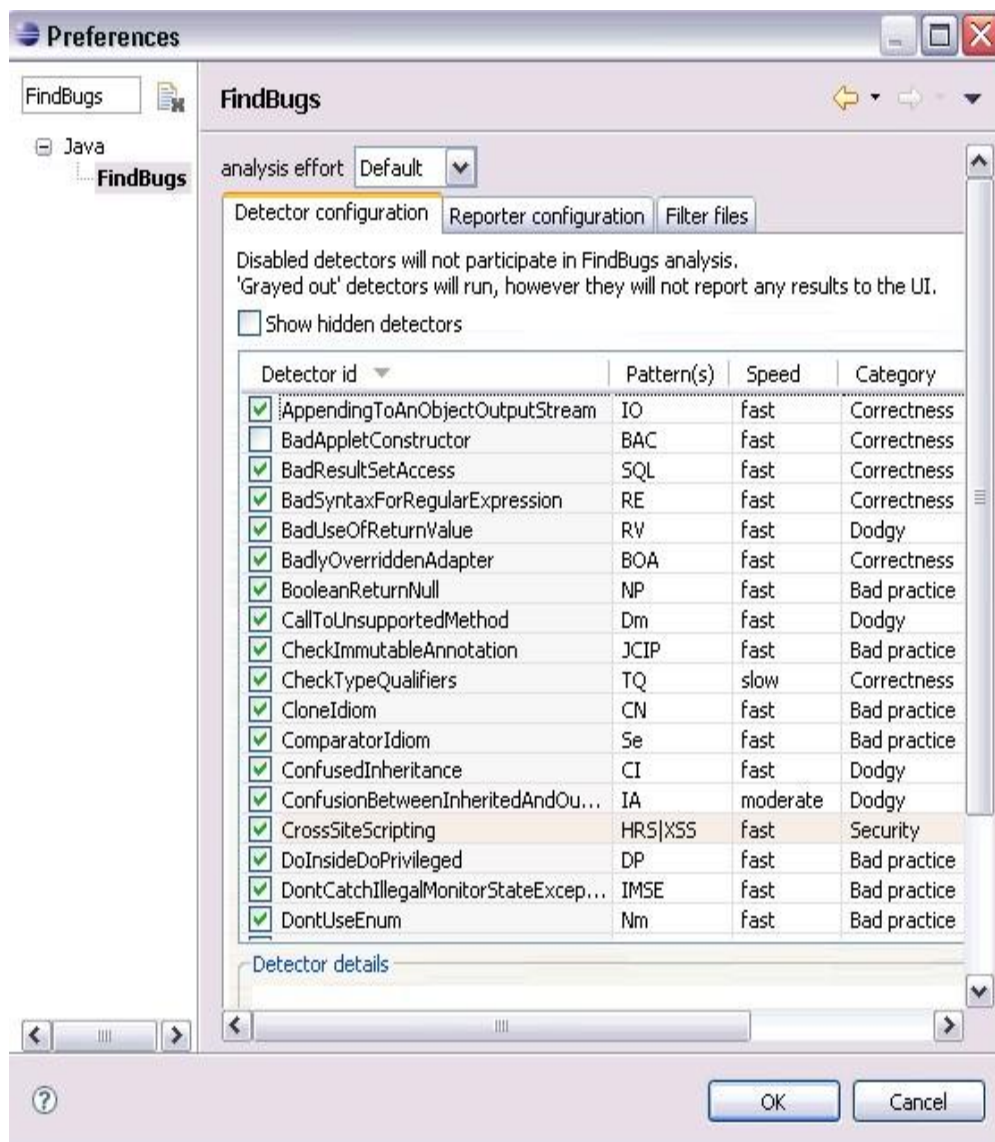 Preferences
FindBugs
Java
FindBugs
FindBugs
analysis effort Default
Detector configuration Reporter configuration Filter files
Disabled detectors will not participate in FindBugs analysis.
'Grayed out' detectors will run, however they will not report any results to the UI.
Show hidden detectors
Detector id Pattern(s) Speed Category
AppendingToAnObjectOutputStream IO fast Correctness
BadAppletConstructor BAC fast Correctness
BadResultSetAccess SQL fast Correctness
BadSyntaxForRegularExpression RE fast Correctness
BadUseOfReturnValue RV fast Dodgy
BadlyOverriddenAdapter BOA fast Correctness
BooleanReturnNull NP fast Bad practice
CallToUnsupportedMethod Dm fast Dodgy
CheckImmutableAnnotation JCIP fast Bad practice
CheckTypeQualifiers TQ slow Correctness
CloneIdiom CN fast Bad practice
ComparatorIdiom Se fast Bad practice
ConfusedInheritance CI fast Dodgy
ConfusionBetweenInheritedAndOu... IA moderate Dodgy
CrossSiteScripting HRS|XSS fast Security
DoInsideDoPrivileged DP fast Bad practice
DontCatchIllegalMonitorStateExcep... IMSE fast Bad practice
DontUseEnum Nm fast Bad practice
Detector details
OK Cancel